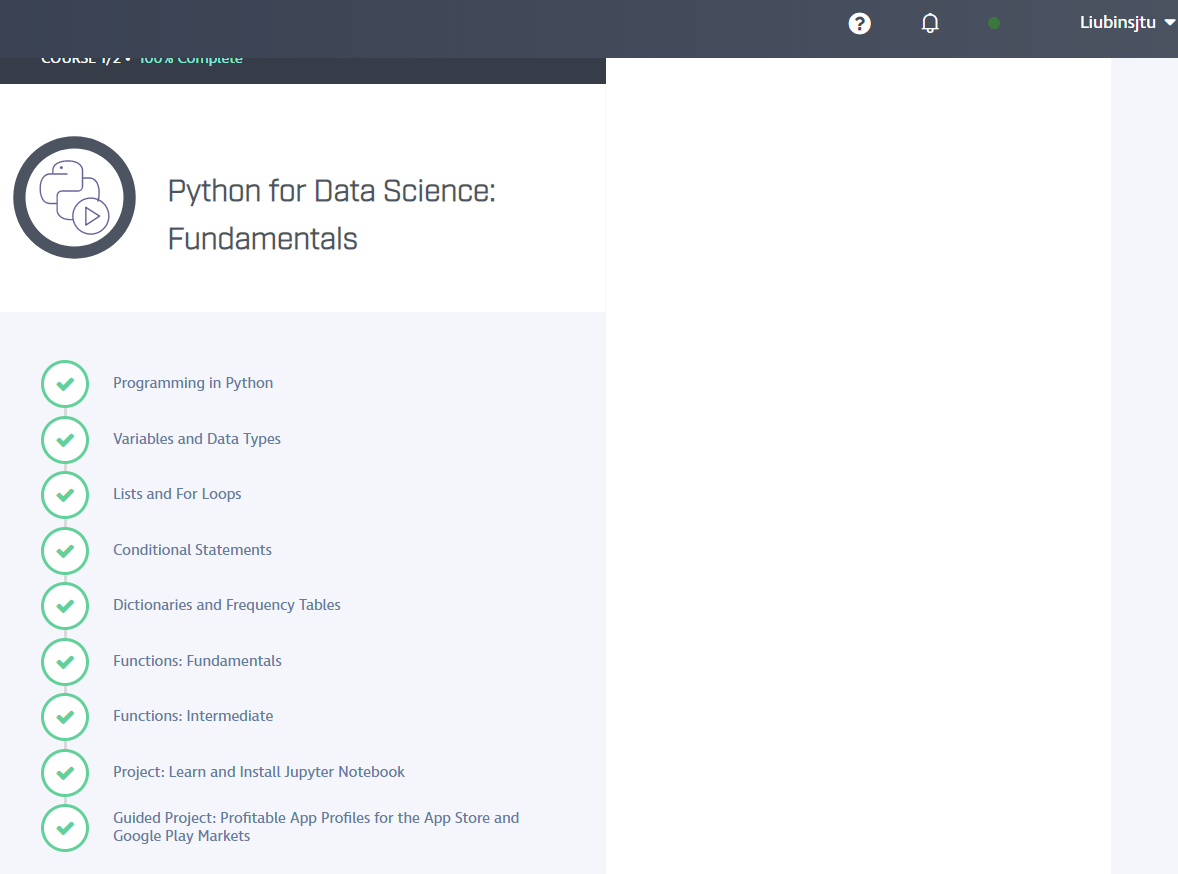 Liubinsjtu
COURSE 1/2 • 100% Complete
Python for Data Science:
Fundamentals
Programming in Python
Variables and Data Types
Lists and For Loops
Conditional Statements
Dictionaries and Frequency Tables
Functions: Fundamentals
Functions: Intermediate
Project: Learn and Install Jupyter Notebook
Guided Project: Profitable App Profiles for the App Store and
Google Play Markets